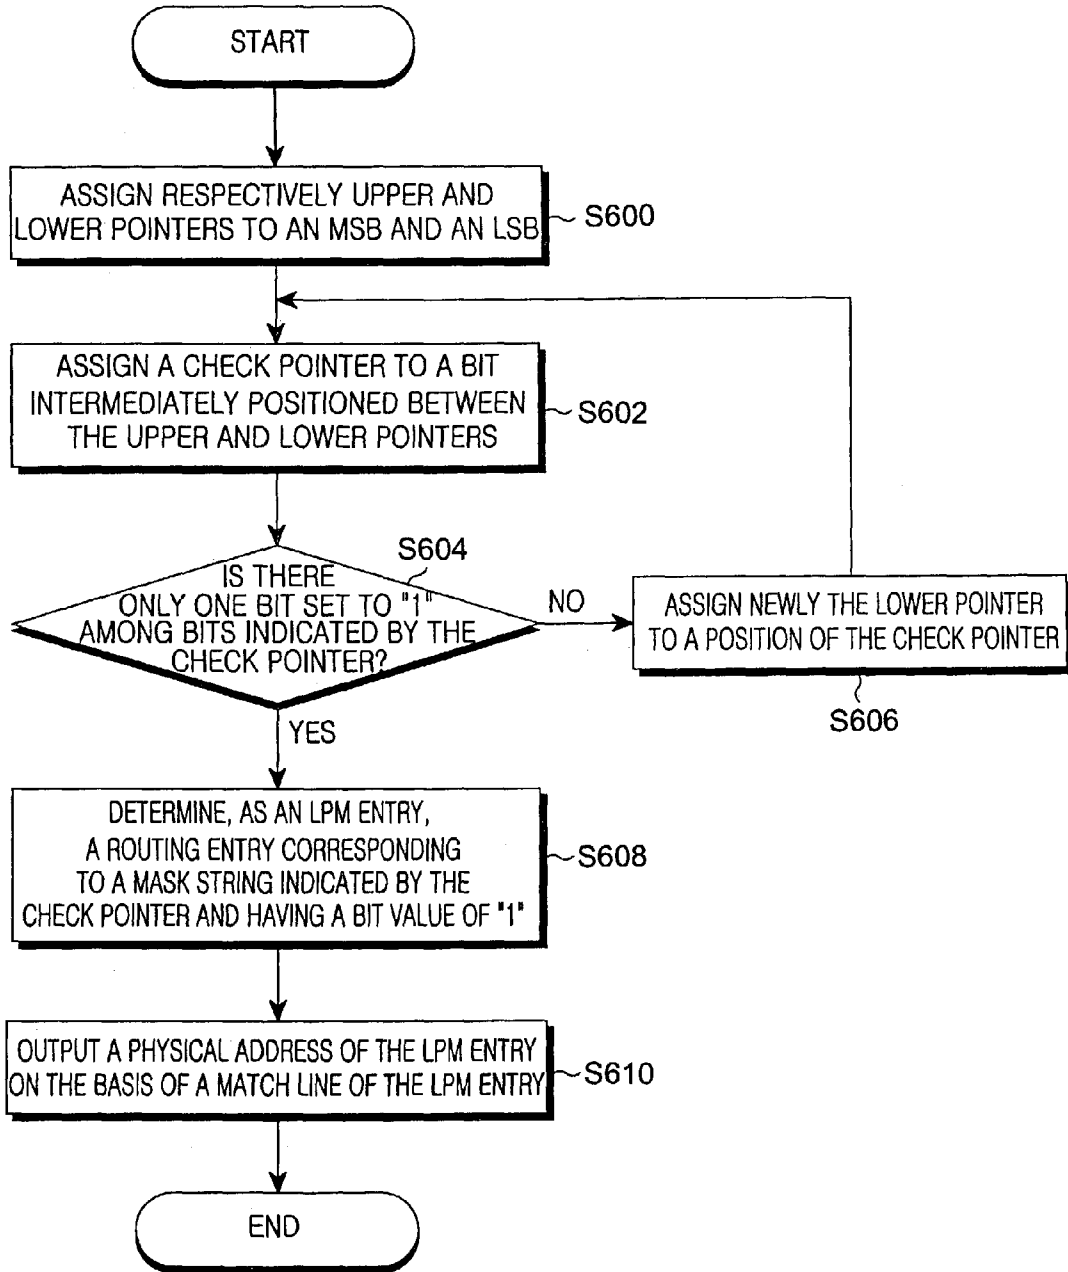 START
ASSIGN RESPECTIVELY UPPER AND
LOWER POINTERS TO AN MSB AND AN LSB
S600
ASSIGN A CHECK POINTER TO A BIT
INTERMEDIATELY POSITIONED BETWEEN
THE UPPER AND LOWER POINTERS
S602
S604
IS THERE
ONLY ONE BIT SET TO "1"
AMONG BITS INDICATED BY THE
CHECK POINTER?
NO
ASSIGN NEWLY THE LOWER POINTER
TO A POSITION OF THE CHECK POINTER
S606
YES
DETERMINE, AS AN LPM ENTRY,
A ROUTING ENTRY CORRESPONDING
TO A MASK STRING INDICATED BY THE
CHECK POINTER AND HAVING A BIT VALUE OF "1"
S608
OUTPUT A PHYSICAL ADDRESS OF THE LPM ENTRY
ON THE BASIS OF A MATCH LINE OF THE LPM ENTRY
S610
END